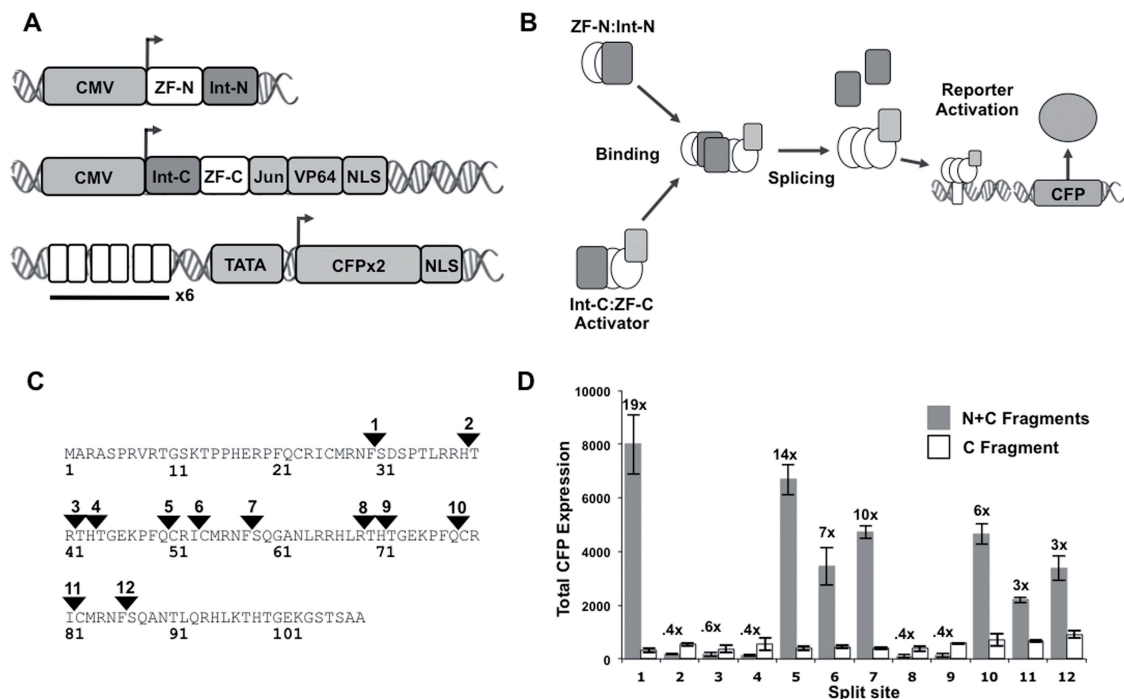 A
CMV ZF-N Int-N
CMV Int-C ZF-C Jun VP64 NLS
TATA CFPx2 NLS
x6
B
ZF-N:Int-N
Binding
Splicing
Reporter
Activation
CFP
Int-C:ZF-C
Activator
C
1 2
MARASPRVRTGSKTPPHERPFQCRICMRNFSDSPTLRRHT
1 11 21 31
3 4 5 6 7 8 9 10
RTHTGEKPFQCRICMRNFSQGANLRRHLRTHTGEKPFQCR
41 51 61 71
11 12
ICMRNFSQANTLQRHLKTHTGEKGSTSAA
81 91 101
D
Total CFP Expression
10000
8000
6000
4000
2000
0
19x .4x .6x .4x 14x 7x 10x .4x .4x 6x 3x 3x
N+C Fragments
C Fragment
1 2 3 4 5 6 7 8 9 10 11 12
Split site